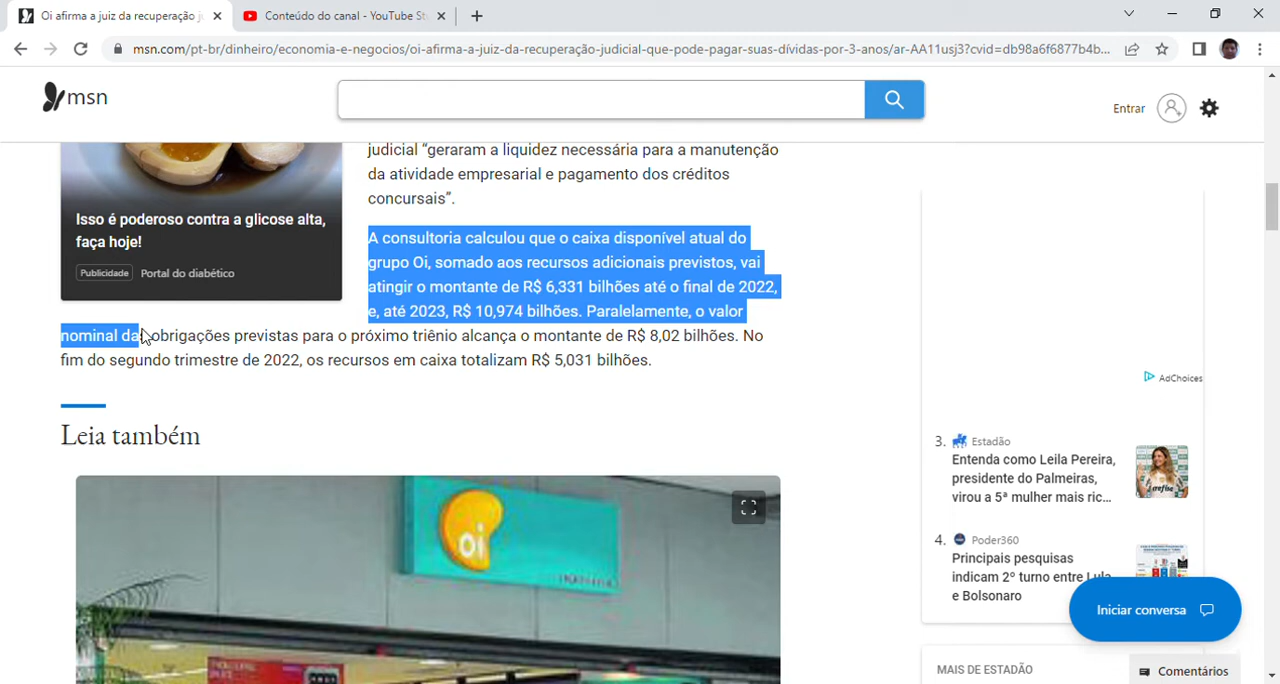 Oi afirma a juiz da recuperação j
Conteúdo do canal - YouTube St
msn.com/pt-br/dinheiro/economia-e-negocios/oi-afirma-a-juiz-da-recuperação-judicial-que-pode-pagar-suas-dívidas-por-3-anos/ar-AA11usj3?cvid=db98a6f6877b4b...
msn
Entrar
judicial “geraram a liquidez necessária para a manutenção
da atividade empresarial e pagamento dos créditos
concursais”.
Isso é poderoso contra a glicose alta,
faça hoje!
Publicidade Portal do diabético
A consultoria calculou que o caixa disponível atual do
grupo Oi, somado aos recursos adicionais previstos, vai
atingir o montante de R$ 6,331 bilhões até o final de 2022,
e, até 2023, R$ 10,974 bilhões. Paralelamente, o valor
nominal das obrigações previstas para o próximo triênio alcança o montante de R$ 8,02 bilhões. No
fim do segundo trimestre de 2022, os recursos em caixa totalizam R$ 5,031 bilhões.
Leia também
oi
AdChoices
3. Estadão
Entenda como Leila Pereira,
presidente do Palmeiras,
virou a 5ª mulher mais ric...
4. Poder360
Principais pesquisas
indicam 2º turno entre Lula
e Bolsonaro
Iniciar conversa
MAIS DE ESTADÃO
Comentários